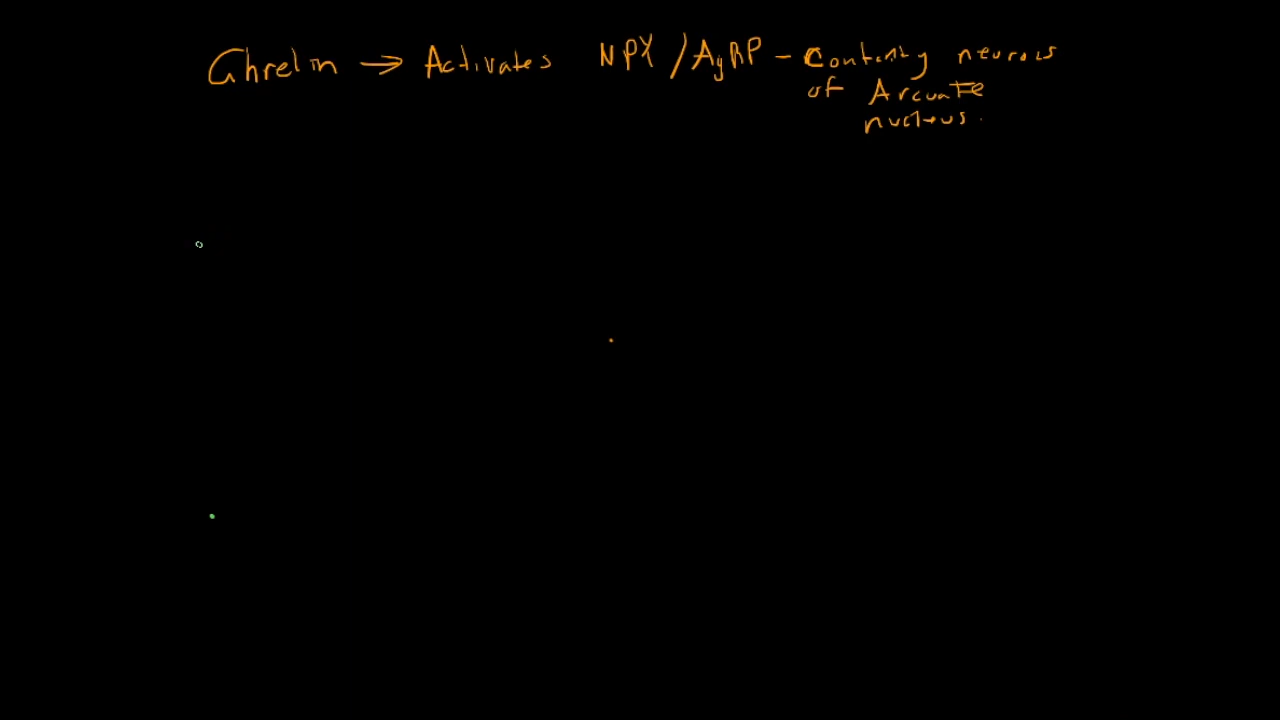 Ghrelin → Activates NPY/AgRP - Containing neurons
of Arcuate
nucleus.